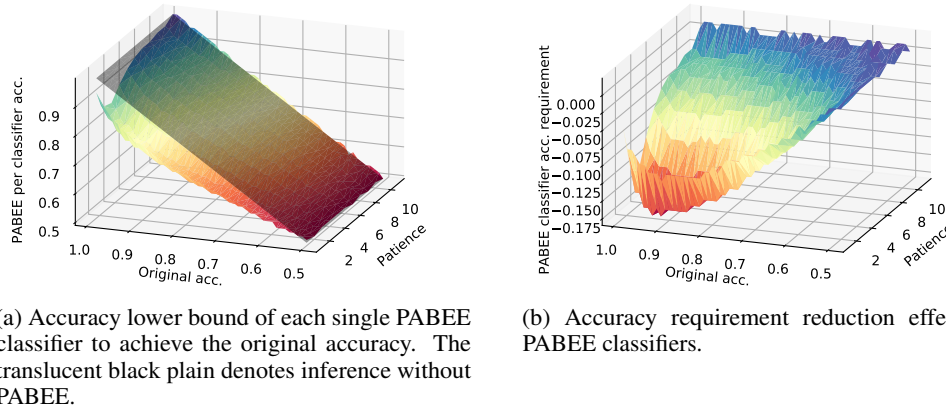 PABEE per classifier acc.
0.9
0.8
0.7
0.6
0.5
1.0
0.9
0.8
0.7
0.6
0.5
Original acc.
2
4
6
8
10
Patience
PABEE classifier acc. requirement
0.000
−0.025
−0.050
−0.075
−0.100
−0.125
−0.150
−0.175
1.0
0.9
0.8
0.7
0.6
0.5
Original acc.
2
4
6
8
10
Patience
a) Accuracy lower bound of each single PABEE
classifier to achieve the original accuracy. The
translucent black plain denotes inference without
PABEE.
(b) Accuracy requirement reduction effe
PABEE classifiers.